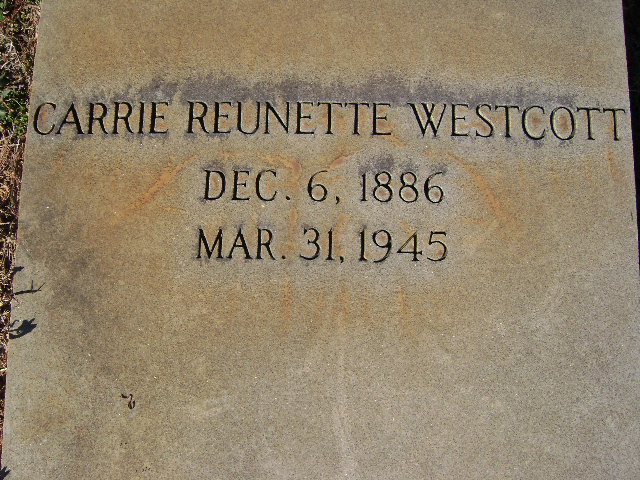 CARRIE REUNETTE WESTCOTT
DEC. 6, 1886
MAR. 31, 1945